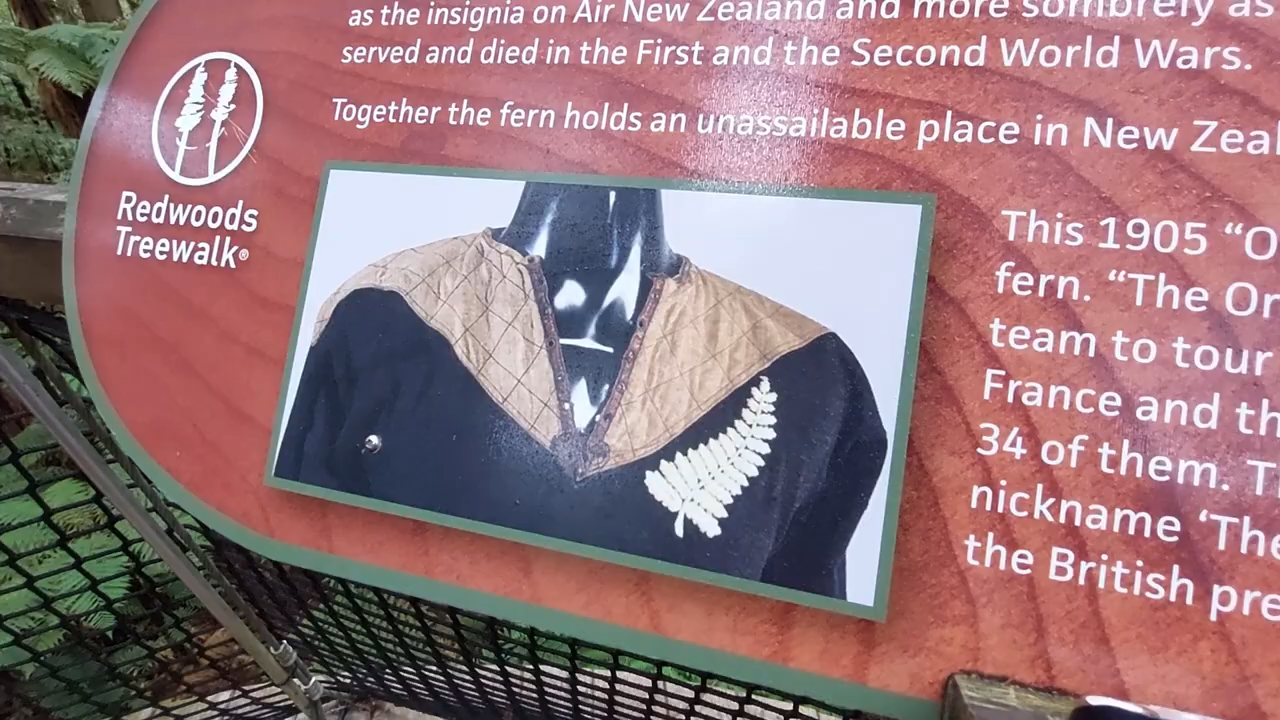 as the insignia on Air New Zealand and more sombrely as
served and died in the First and the Second World Wars.
Together the fern holds an unassailable place in New Zeal
Redwoods
Treewalk®
This 1905 “O
fern. “The Or
team to tour
France and th
34 of them. T
nickname ‘The
the British pre